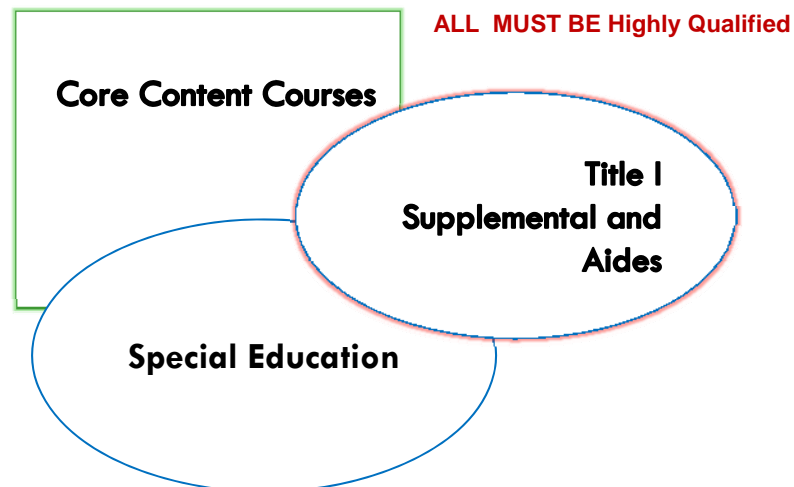 ALL MUST BE Highly Qualified
Core Content Courses
Title I
Supplemental and
Aides
Special Education